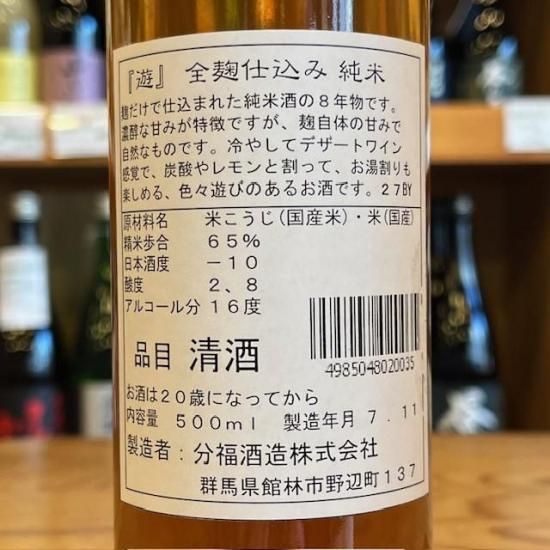 『遊』 全麹仕込み 純米
麹だけで仕込まれた純米酒の8年物です。
濃醇な甘みが特徴ですが、麹自体の甘みで
自然なものです。冷やしてデザートワイン
感覚で、炭酸やレモンと割って、お湯割りも
楽しめる、色々遊びのあるお酒です。27BY
原材料名 米こうじ(国産米)・米(国産)
精米歩合 65%
日本酒度 －10
酸度 2、8
アルコール分 16度
品目 清酒
4985048020035
お酒は20歳になってから
内容量 500ml 製造年月 7.11
製造者：分福酒造株式会社
群馬県館林市野辺町137